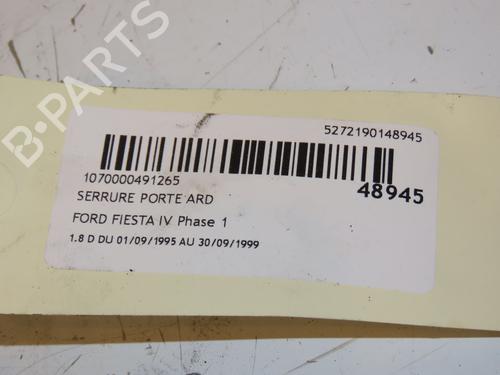 B-PARTS
5272190148945
1070000491265
48945
SERRURE PORTE ARD
FORD FIESTA IV Phase 1
1.8 D DU 01/09/1995 AU 30/09/1999